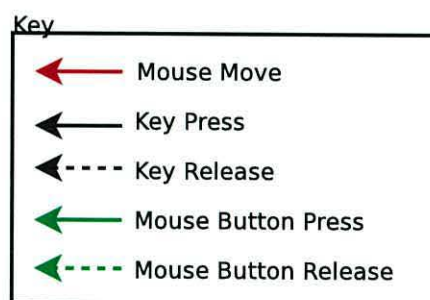 Key
Mouse Move
Key Press
Key Release
Mouse Button Press
Mouse Button Release